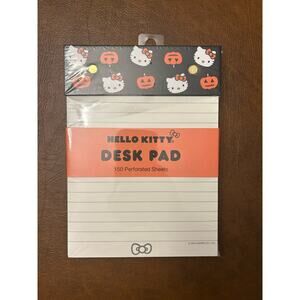 HELLO KITTY
DESK PAD
150 Perforated Sheets